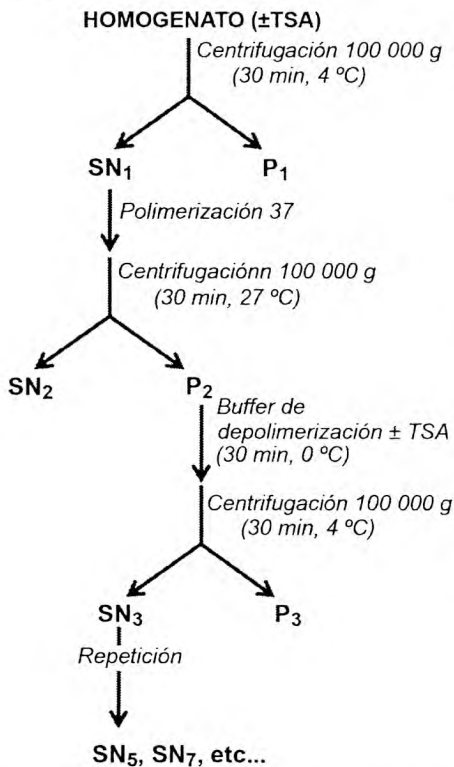 HOMOGENATO (±TSA)
Centrifugación 100 000 g
(30 min, 4 ºC)
SN1
P1
Polimerización 37
Centrifugaciónn 100 000 g
(30 min, 27 ºC)
SN2
P2
Buffer de
depolimerización ± TSA
(30 min, 0 ºC)
Centrifugación 100 000 g
(30 min, 4 ºC)
SN3
P3
Repetición
SN5, SN7, etc...